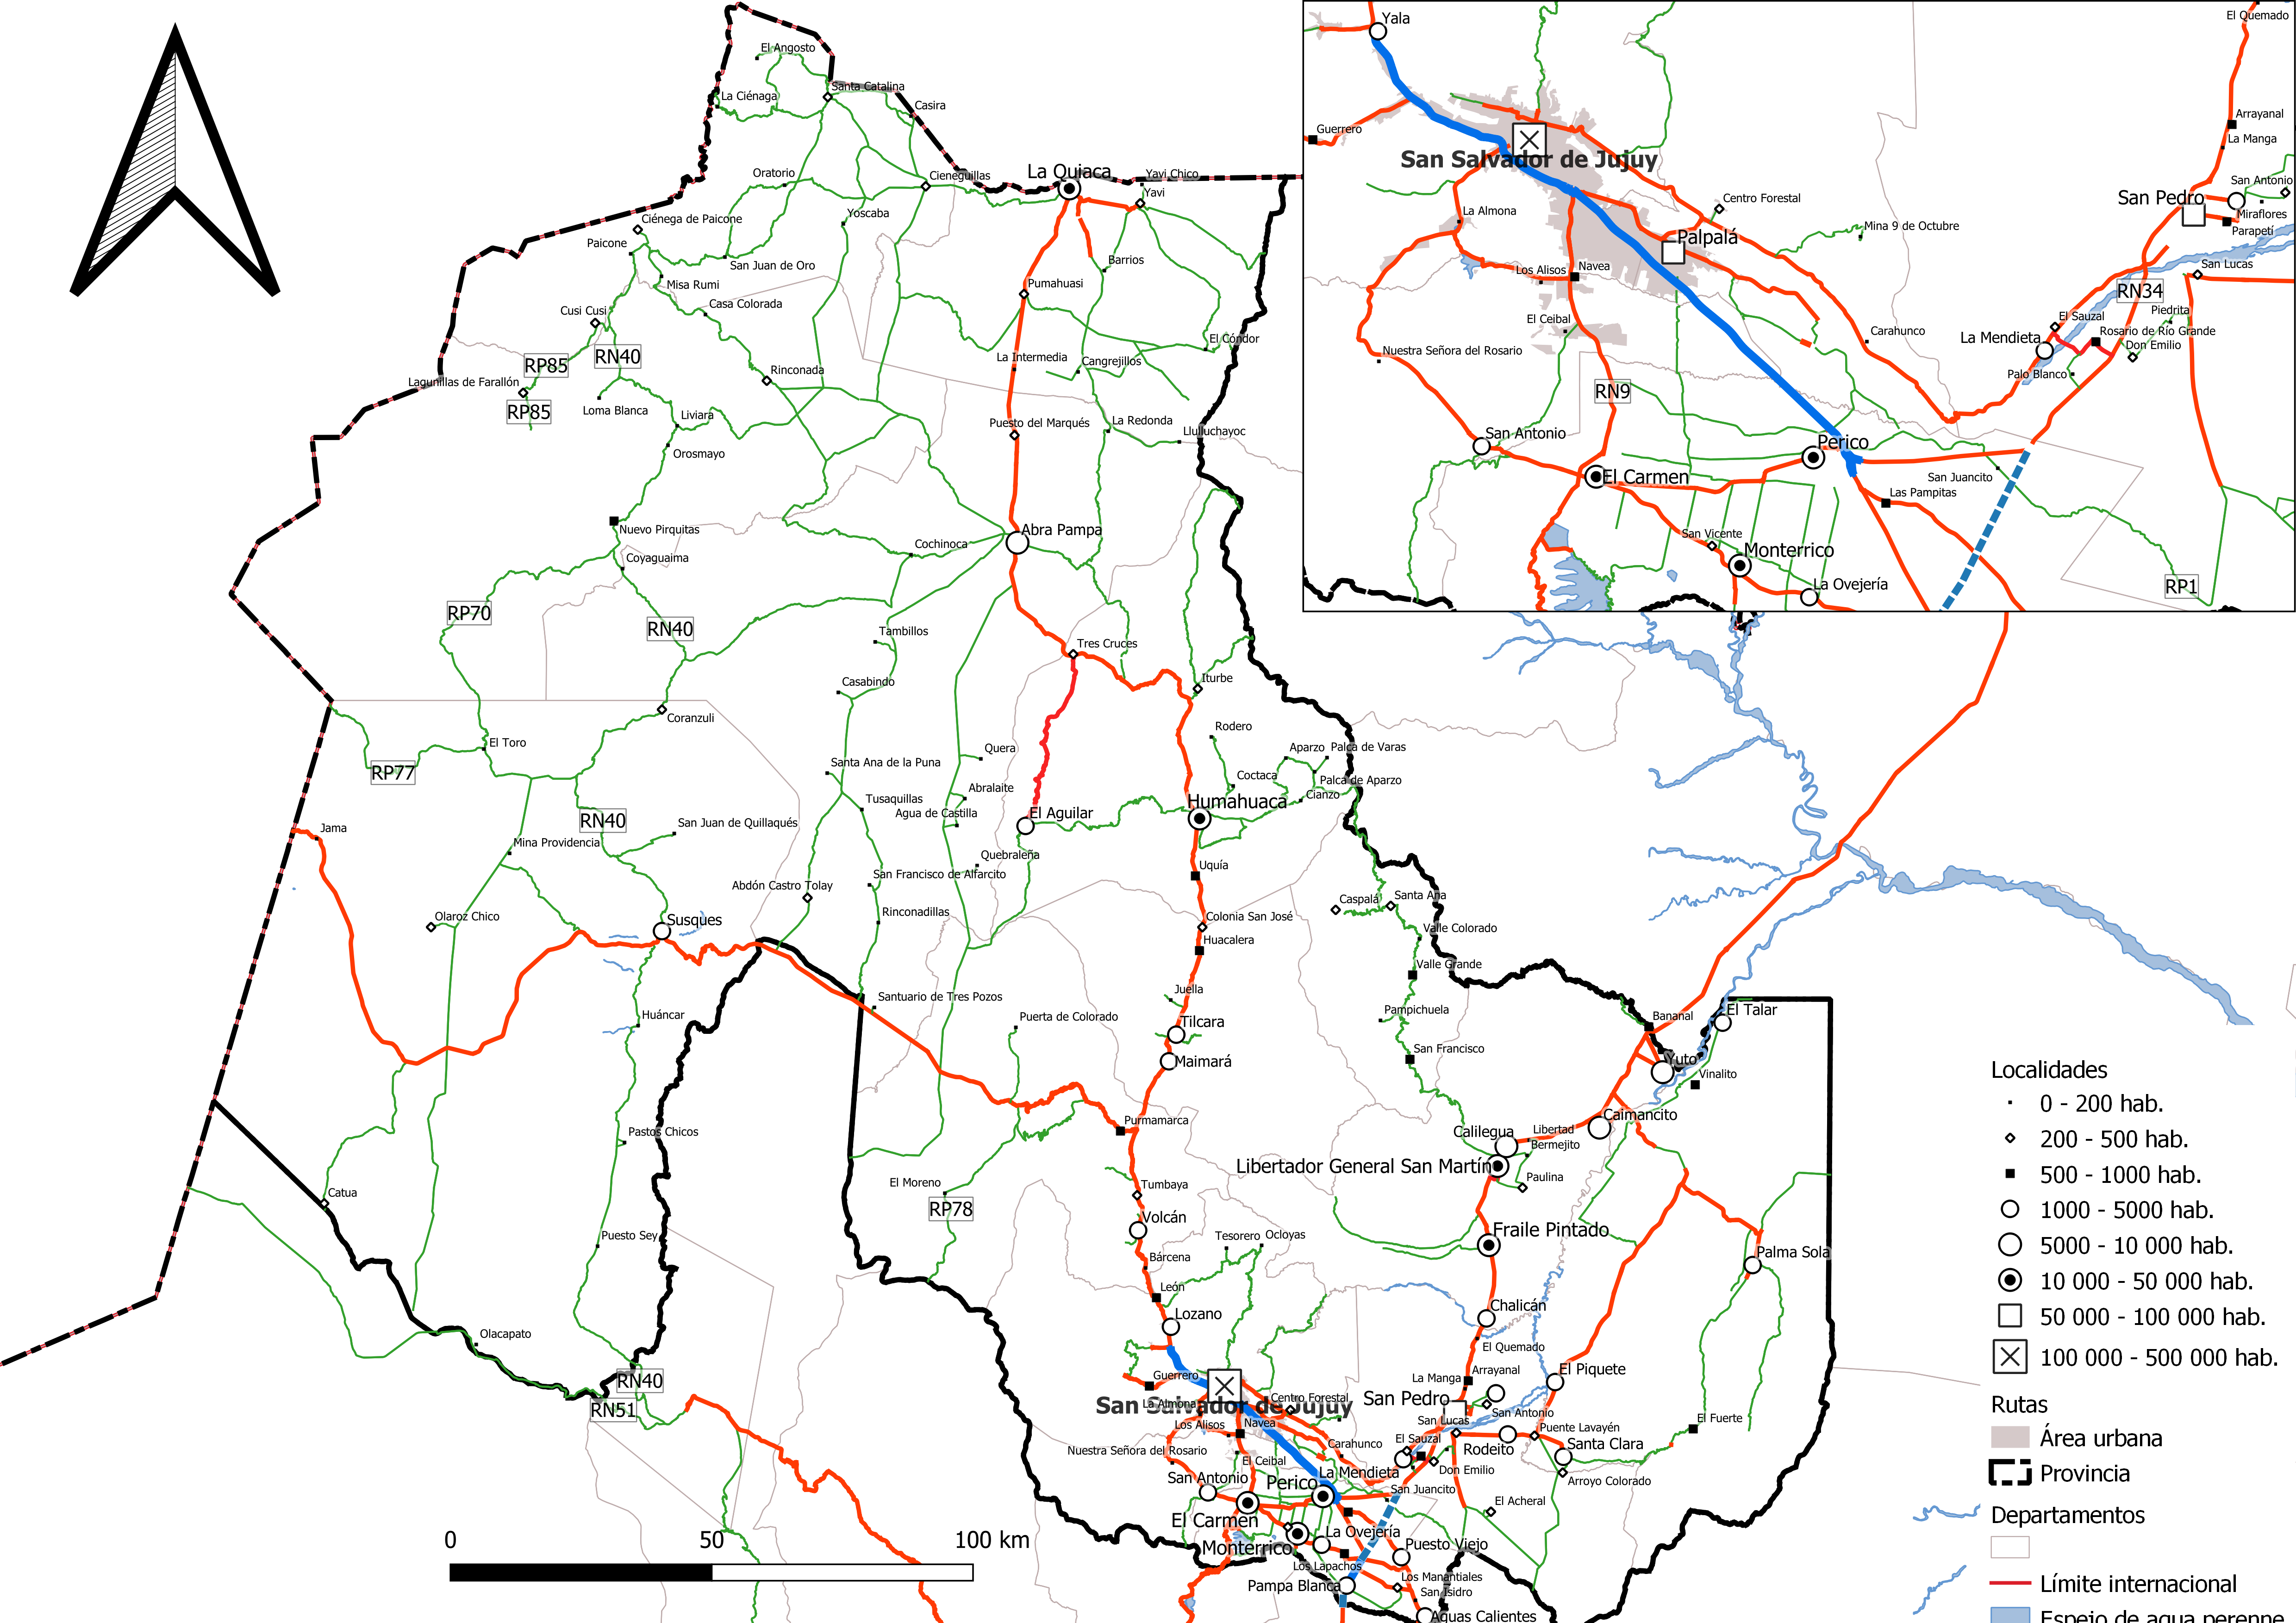 El Angosto
La Ciénaga
Santa Catalina
Casira
Oratorio
Cieneguillas
La Quiaca
Yavi Chico
Yavi
Ciénega de Paicone
Yoscaba
Paicone
San Juan de Oro
Barrios
Misa Rumi
Pumahuasi
Casa Colorada
Cusi Cusi
El Cóndor
RP85
RN40
La Intermedia
Cangrejillos
Lagunillas de Farallón
Rinconada
RP85
Loma Blanca
Liviara
Puesto del Marqués
La Redonda
Llulluchayoc
Orosmayo
Nuevo Pirquitas
Abra Pampa
Cochinoca
Coyaguaima
RP70
RN40
Tambillos
Tres Cruces
Casabindo
Iturbe
Coranzuli
Rodero
El Toro
Quera
Aparzo
Palca de Varas
RP77
Santa Ana de la Puna
Coctaca
Palca de Aparzo
Abralaite
Tusaquillas
Cianzo
Humahuaca
Agua de Castilla
El Aguilar
RN40
San Juan de Quillaqués
Jama
Mina Providencia
Quebraleña
Uquía
San Francisco de Alfarcito
Abdón Castro Tolay
Caspalá
Santa Ana
Olaroz Chico
Susques
Rinconadillas
Colonia San José
Valle Colorado
Huacalera
Valle Grande
Juella
Santuario de Tres Pozos
Huáncar
Puerta de Colorado
Pampichuela
Bananal
El Talar
Tilcara
San Francisco
Yuto
Maimará
Vinalito
Caimancito
Purmamarca
Pastos Chicos
Calilegua
Libertad
Bermejito
Libertador General San Martín
Paulina
El Moreno
Tumbaya
Catua
RP78
Volcán
Fraile Pintado
Puesto Sey
Tesorero
Ocloyas
Palma Sola
Bárcena
León
Lozano
Chalicán
Olacapato
El Quemado
Guerrero
RN40
Arrayanal
El Piquete
La Manga
San Pedro
Centro Forestal
La Almona
San Salvador de Jujuy
RN51
San Antonio
San Lucas
Los Alisos
Navea
Puente Lavayén
El Fuerte
El Sauzal
Rodeito
Santa Clara
Nuestra Señora del Rosario
Carahunco
El Ceibal
La Mendieta
Don Emilio
Arroyo Colorado
San Antonio
Perico
San Juancito
El Acheral
El Carmen
La Ovejería
Monterrico
Puesto Viejo
Los Lapachos
Los Manantiales
Pampa Blanca
San Isidro
Aguas Calientes
0
50
100 km
Yala
El Quemado
Guerrero
Arrayanal
La Manga
San Salvador de Jujuy
San Antonio
Centro Forestal
San Pedro
La Almona
Miraflores
Mina 9 de Octubre
Parapetí
Palpalá
Los Alisos
Navea
San Lucas
RN34
El Ceibal
Piedrita
El Sauzal
Carahunco
La Mendieta
Rosario de Río Grande
Nuestra Señora del Rosario
Don Emilio
Palo Blanco
RN9
San Antonio
Perico
El Carmen
San Juancito
Las Pampitas
San Vicente
Monterrico
La Ovejería
RP1
Localidades
0 - 200 hab.
200 - 500 hab.
500 - 1000 hab.
1000 - 5000 hab.
5000 - 10 000 hab.
10 000 - 50 000 hab.
50 000 - 100 000 hab.
100 000 - 500 000 hab.
Rutas
Área urbana
Provincia
Departamentos
Límite internacional
Espejo de agua perenne